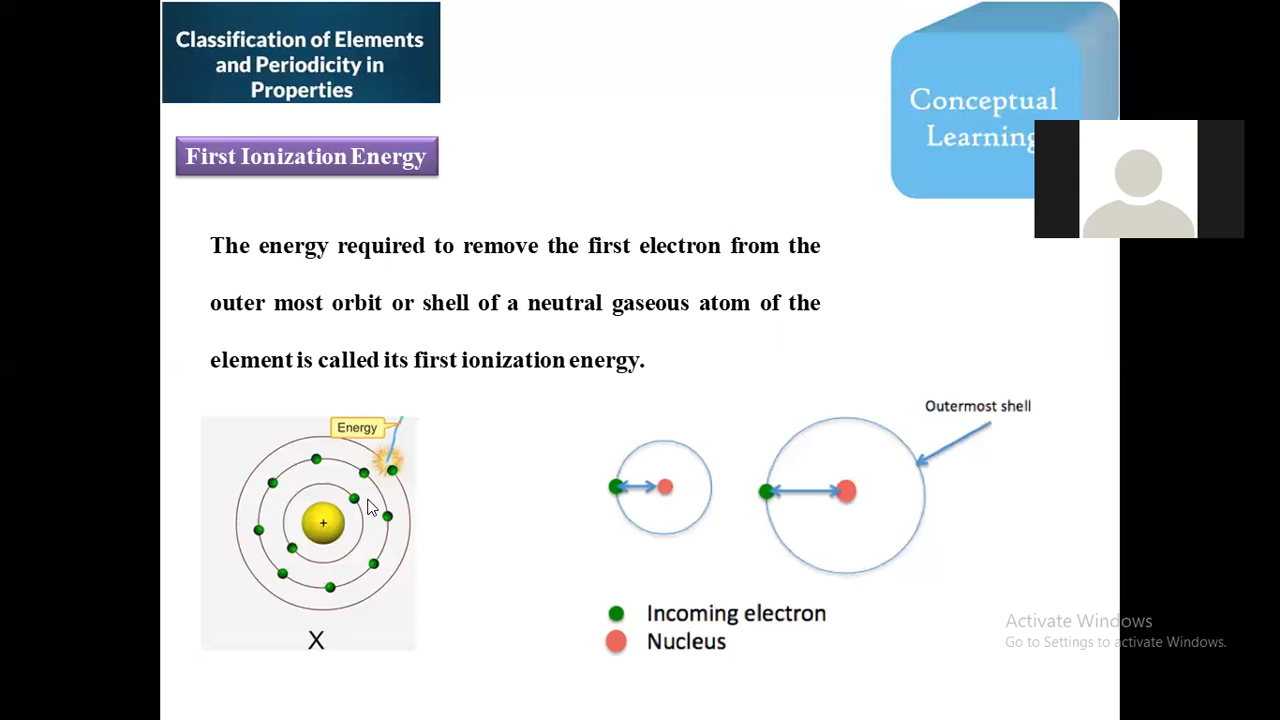 Classification of Elements
and Periodicity in
Properties
Conceptual
Learning
First Ionization Energy
The energy required to remove the first electron from the
outer most orbit or shell of a neutral gaseous atom of the
element is called its first ionization energy.
Outermost shell
Energy
+
X
Incoming electron
Nucleus
Activate Windows
Go to Settings to activate Windows.